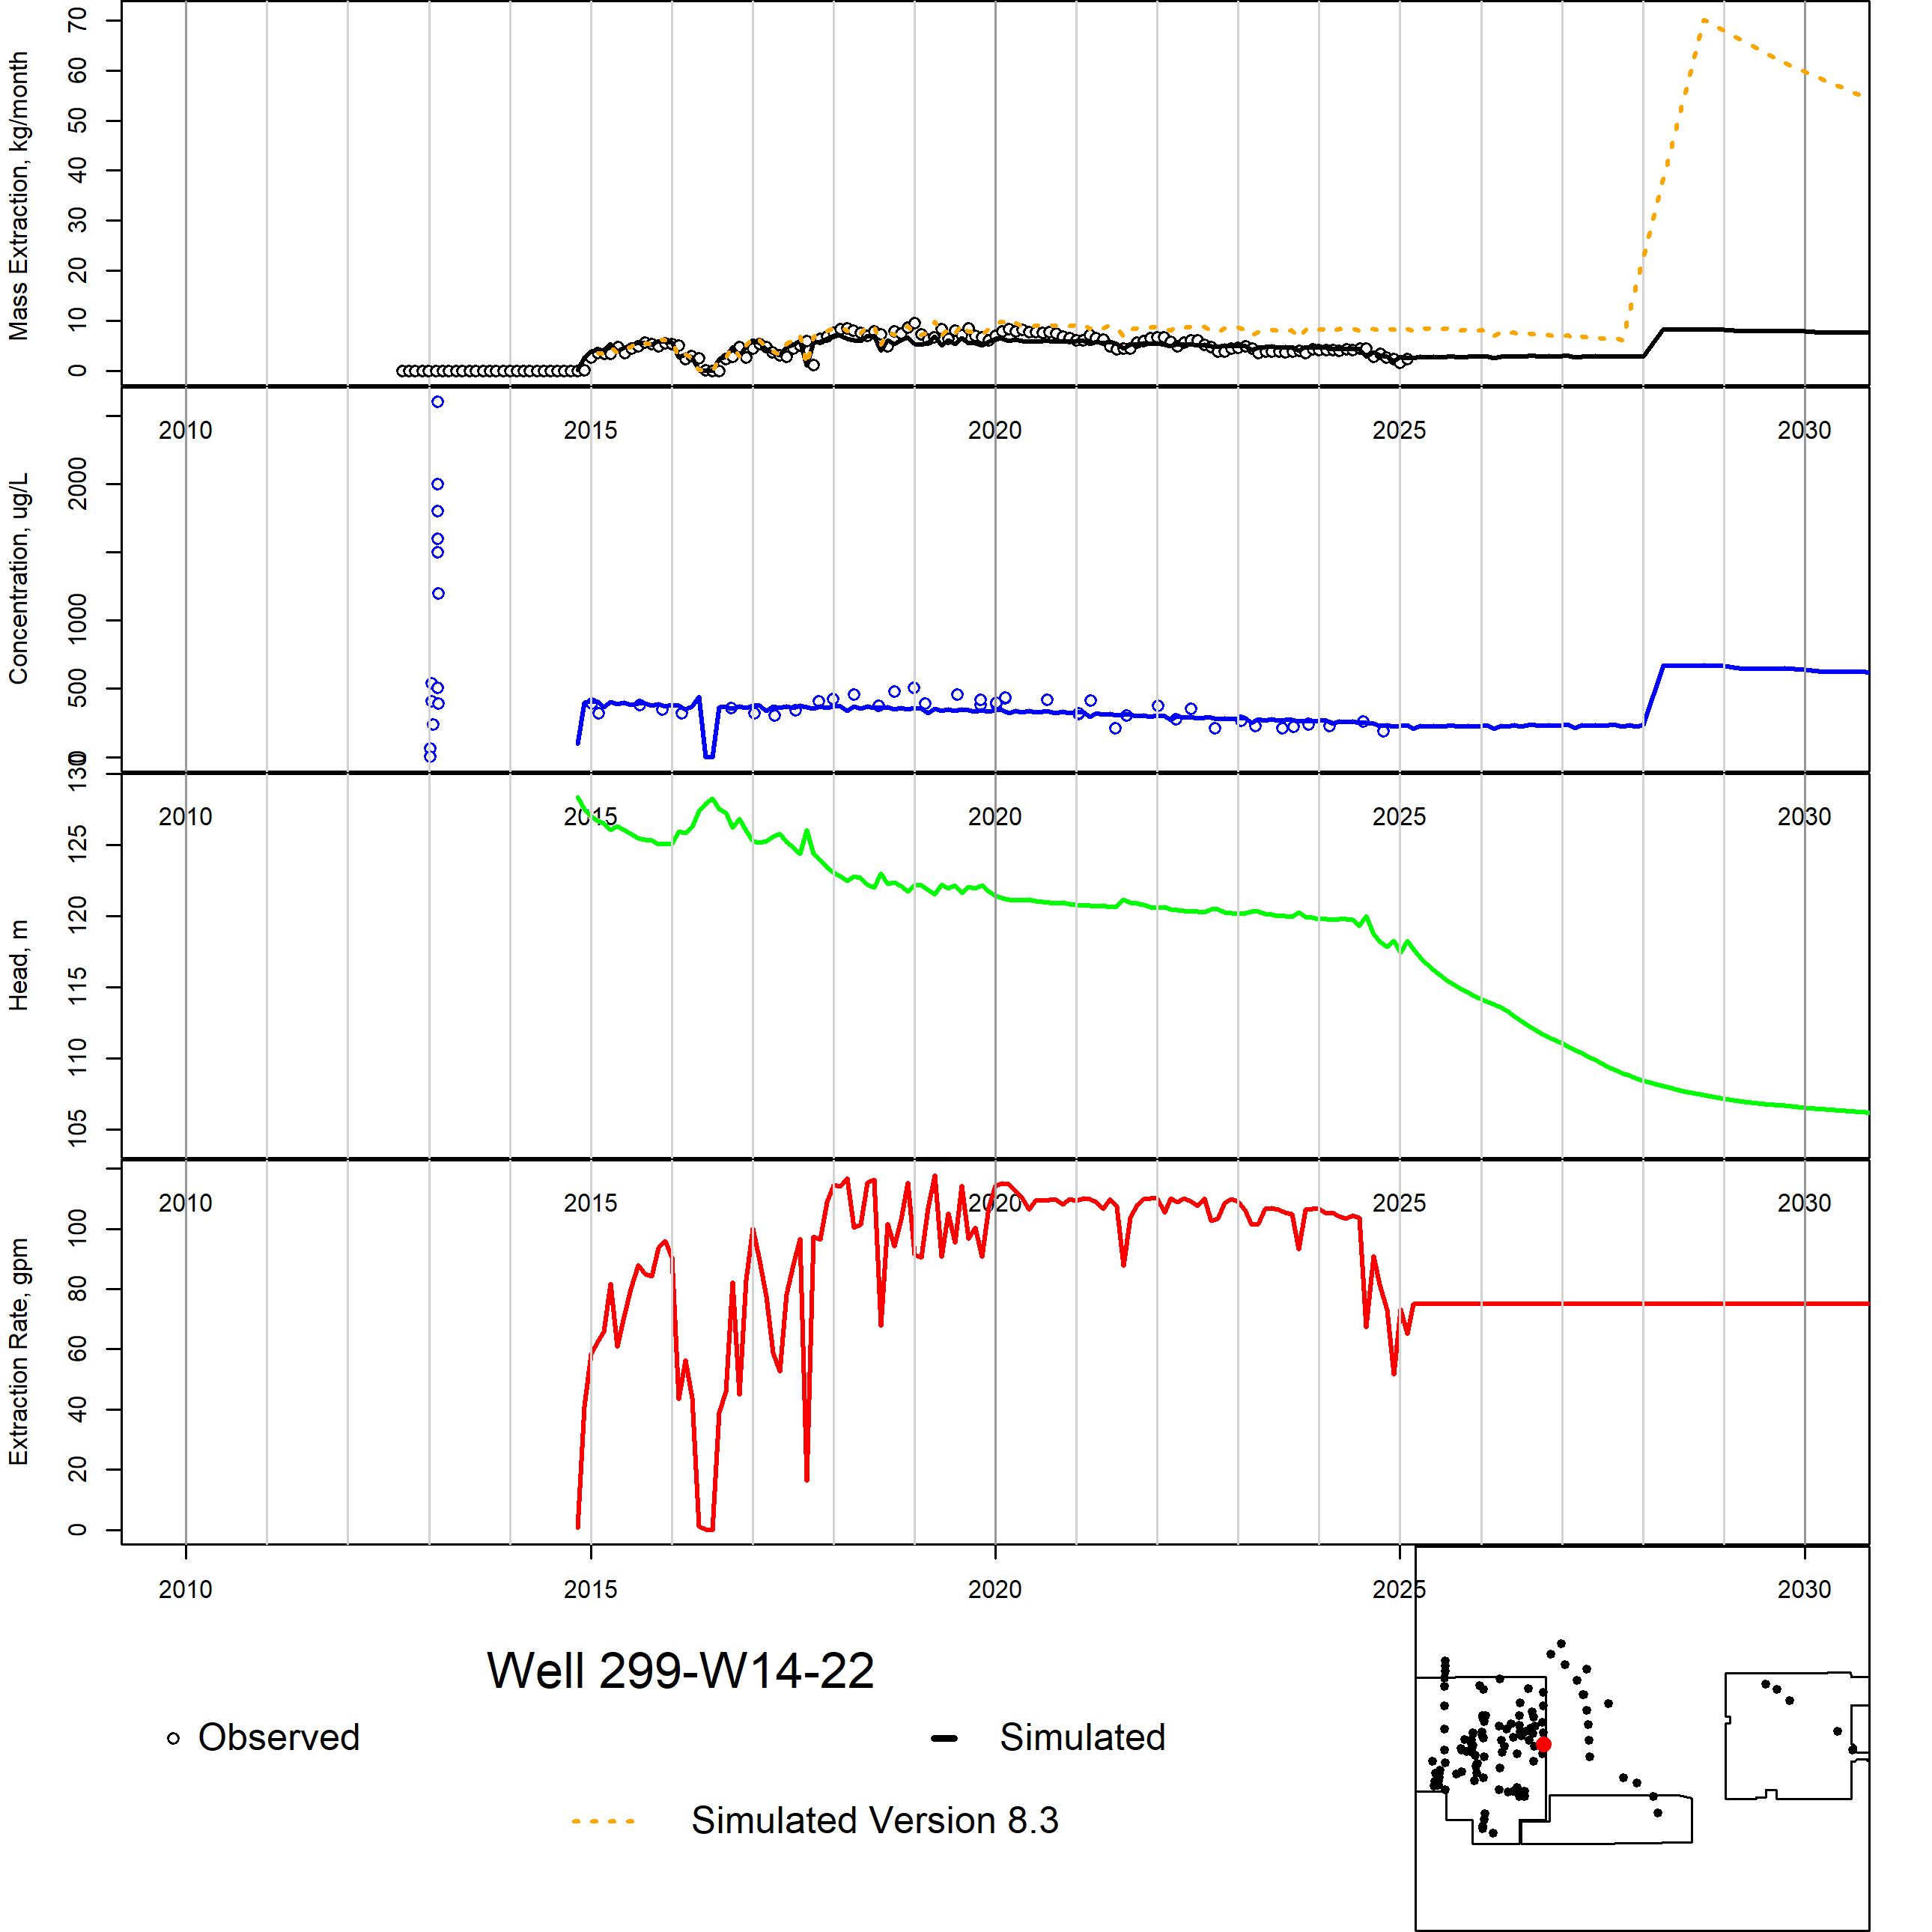 Mass Extraction, kg/month
0 10 20 30 40 50 60 70
2010 2015 2020 2025 2030
Concentration, ug/L
0 500 1000 2000
2010 2015 2020 2025 2030
Head, m
105 110 115 120 125 130
2010 2015 2020 2025 2030
Extraction Rate, gpm
0 20 40 60 80 100
2010 2015 2020 2025 2030
Well 299-W14-22
Observed
Simulated
Simulated Version 8.3